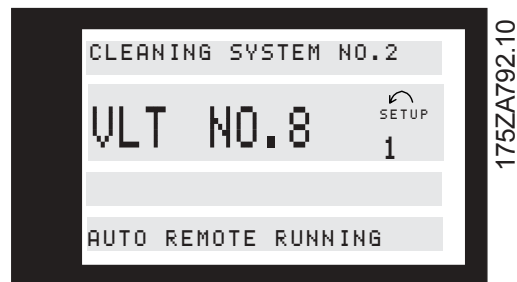 CLEANING SYSTEM NO.2
VLT NO.8
SETUP
1
AUTO REMOTE RUNNING
175ZA792.10